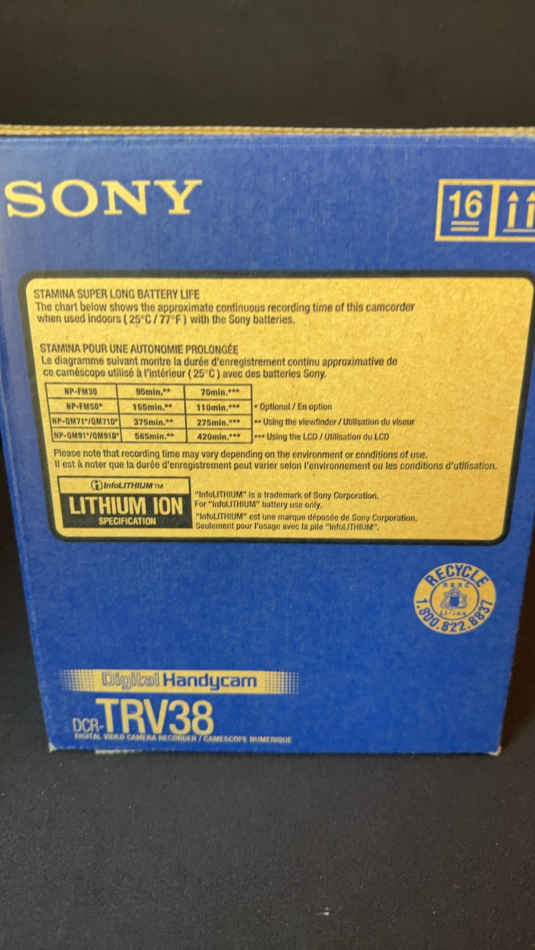 SONY
16
STAMINA SUPER LONG BATTERY LIFE
The chart below shows the approximate continuous recording time of this camcorder
when used indoors ( 25°C / 77°F ) with the Sony batteries.
STAMINA POUR UNE AUTONOMIE PROLONGÉE
Le diagramme suivant montre la durée d'enregistrement continu approximative de
ce caméscope utilisé à l'intérieur ( 25°C ) avec des batteries Sony.
NP-FM30 95min.** 70min.***
NP-FM50* 155min.** 110min.*** * Optional / En option
NP-QM71*/QM71D* 375min.** 275min.*** ** Using the viewfinder / Utilisation du viseur
NP-QM91*/QM91D* 565min.** 420min.*** *** Using the LCD / Utilisation du LCD
Please note that recording time may vary depending on the environment or conditions of use.
Il est à noter que la durée d'enregistrement peut varier selon l'environnement ou les conditions d'utilisation.
InfoLITHIUM TM
LITHIUM ION
SPECIFICATION
"InfoLITHIUM" is a trademark of Sony Corporation.
For "InfoLITHIUM" battery use only.
"InfoLITHIUM" est une marque déposée de Sony Corporation.
Seulement pour l'usage avec la pile "InfoLITHIUM".
RECYCLE
RBRC
Li-ion
1.800.822.8837
Digital Handycam
DCR-TRV38
DIGITAL VIDEO CAMERA RECORDER / CAMESCOPE NUMERIQUE